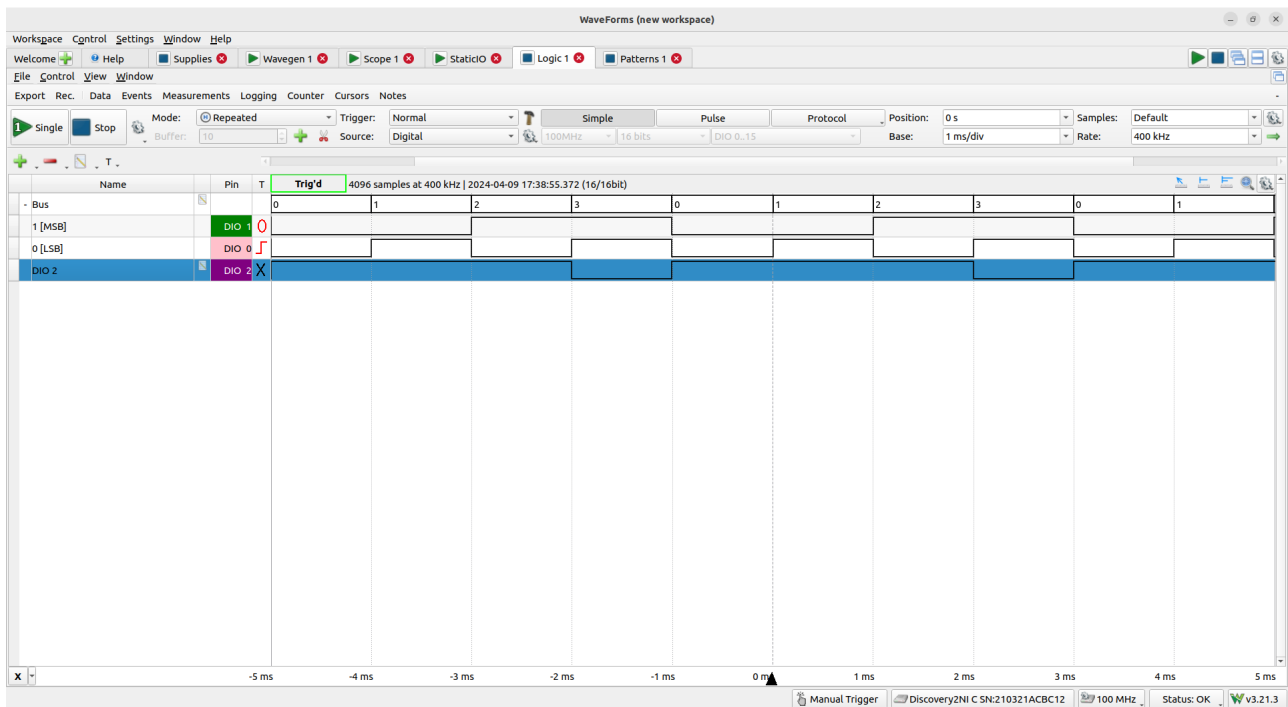 WaveForms (new workspace)
Workspace Control Settings Window Help
Welcome Help Supplies Wavegen 1 Scope 1 StaticIO Logic 1 Patterns 1
File Control View Window
Export Rec. Data Events Measurements Logging Counter Cursors Notes
1 Single Stop Mode: Repeated Trigger: Normal Simple Pulse Protocol Position: 0 s Samples: Default
Buffer: 10 Source: Digital 100MHz 16 bits DIO 0..15 Base: 1 ms/div Rate: 400 kHz
T
Name Pin T Trig'd 4096 samples at 400 kHz | 2024-04-09 17:38:55.372 (16/16bit)
- Bus 0 1 2 3 0 1 2 3 0 1
1 [MSB] DIO 1
0 [LSB] DIO 0
DIO 2 DIO 2 X
X -5 ms -4 ms -3 ms -2 ms -1 ms 0 m 1 ms 2 ms 3 ms 4 ms 5 ms
Manual Trigger Discovery2NI C SN:210321ACBC12 100 MHz Status: OK v3.21.3